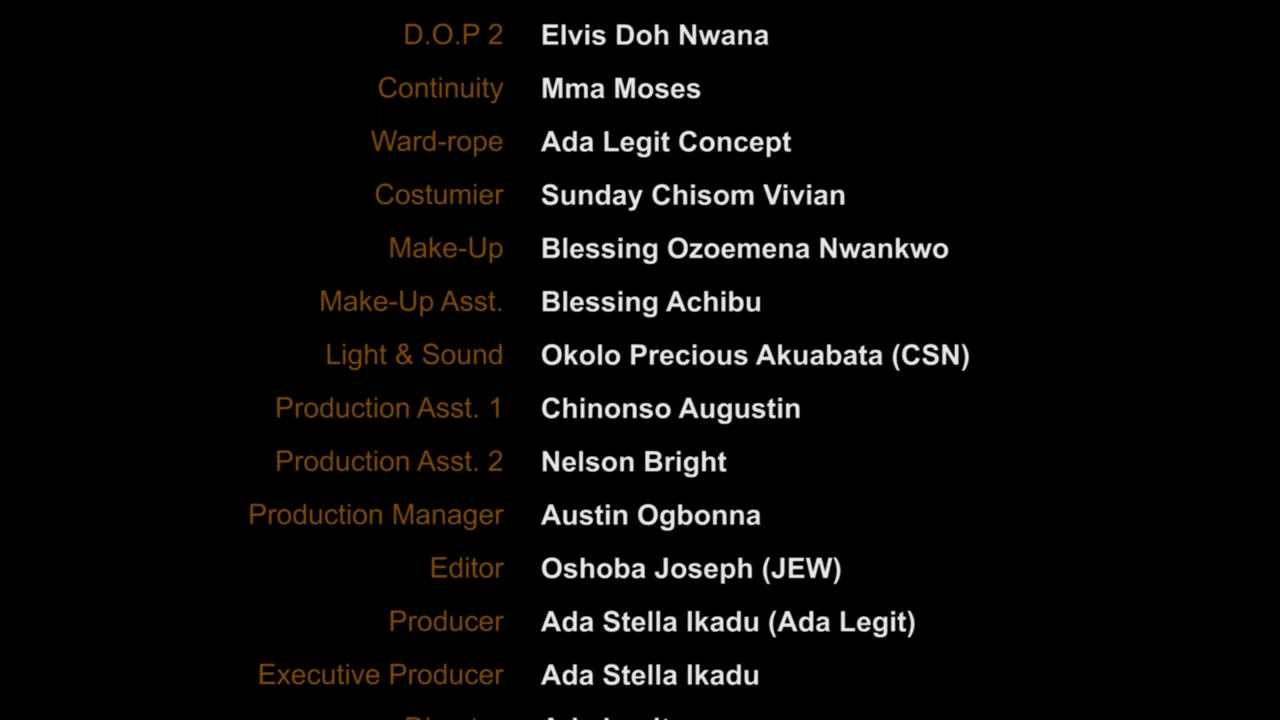 D.O.P 2 Elvis Doh Nwana
Continuity Mma Moses
Ward-rope Ada Legit Concept
Costumier Sunday Chisom Vivian
Make-Up Blessing Ozoemena Nwankwo
Make-Up Asst. Blessing Achibu
Light & Sound Okolo Precious Akuabata (CSN)
Production Asst. 1 Chinonso Augustin
Production Asst. 2 Nelson Bright
Production Manager Austin Ogbonna
Editor Oshoba Joseph (JEW)
Producer Ada Stella Ikadu (Ada Legit)
Executive Producer Ada Stella Ikadu